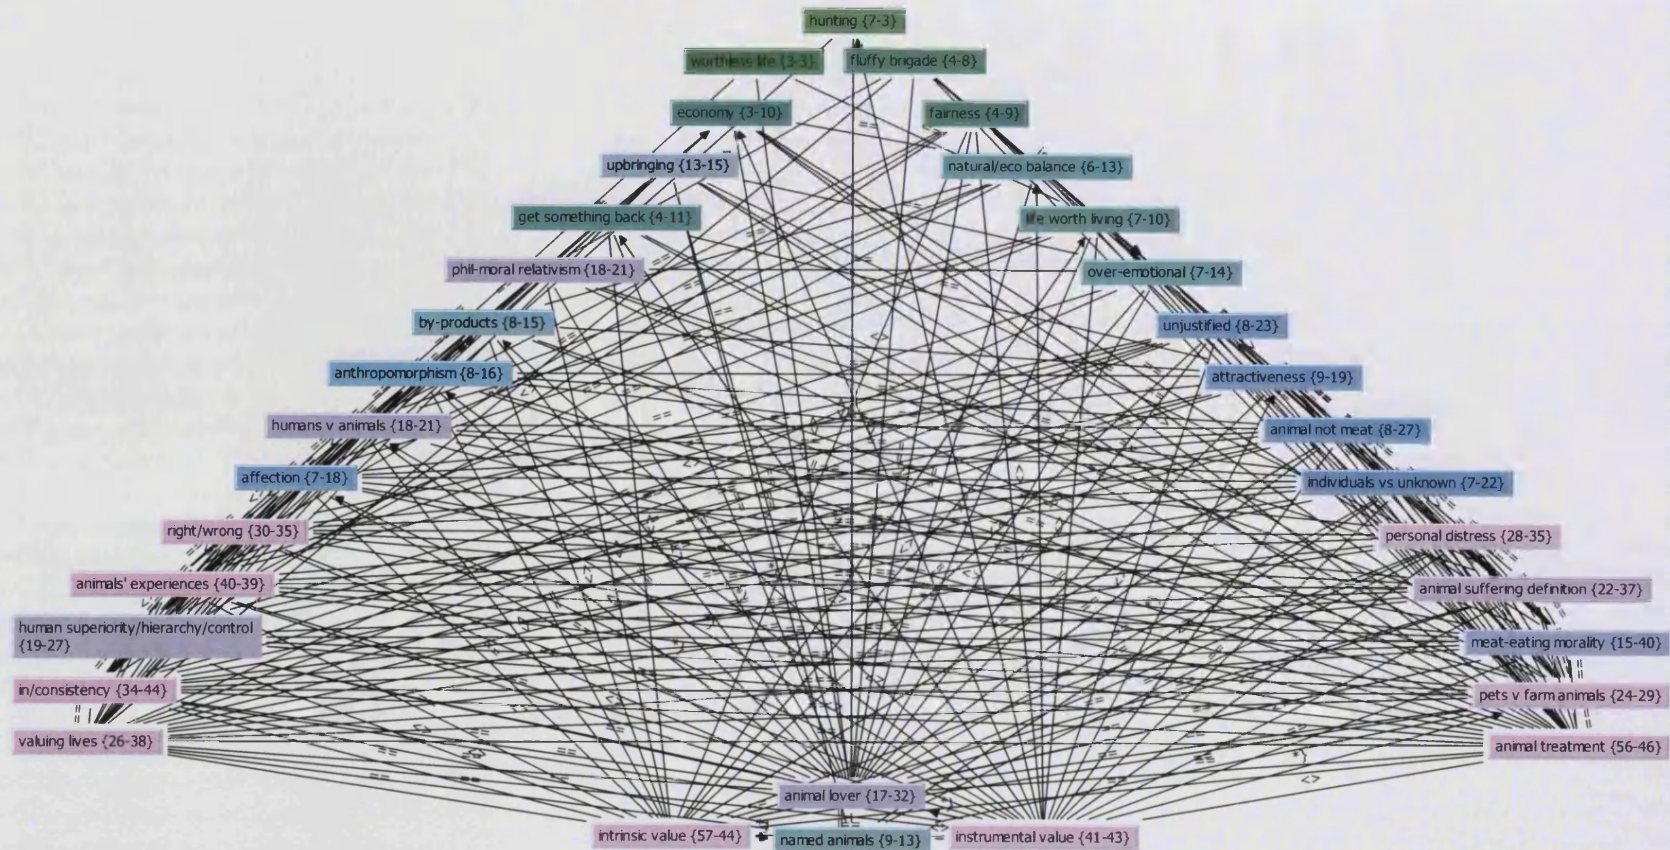 hunting {7-3}
worthless life {3-3}
fluffy brigade {4-8}
economy {3-10}
fairness {4-9}
upbringing {13-15}
natural/eco balance {6-13}
get something back {4-11}
life worth living {7-10}
phil-moral relativism {18-21}
over-emotional {7-14}
by-products {8-15}
unjustified {8-23}
anthropomorphism {8-16}
attractiveness {9-19}
humans v animals {18-21}
animal not meat {8-27}
affection {7-18}
individuals vs unknown {7-22}
right/wrong {30-35}
personal distress {28-35}
animals' experiences {40-39}
animal suffering definition {22-37}
human superiority/hierarchy/control
{19-27}
meat-eating morality {15-40}
in/consistency {34-44}
pets v farm animals {24-29}
valuing lives {26-38}
animal treatment {56-46}
animal lover {17-32}
intrinsic value {57-44}
named animals {9-13}
instrumental value {41-43}